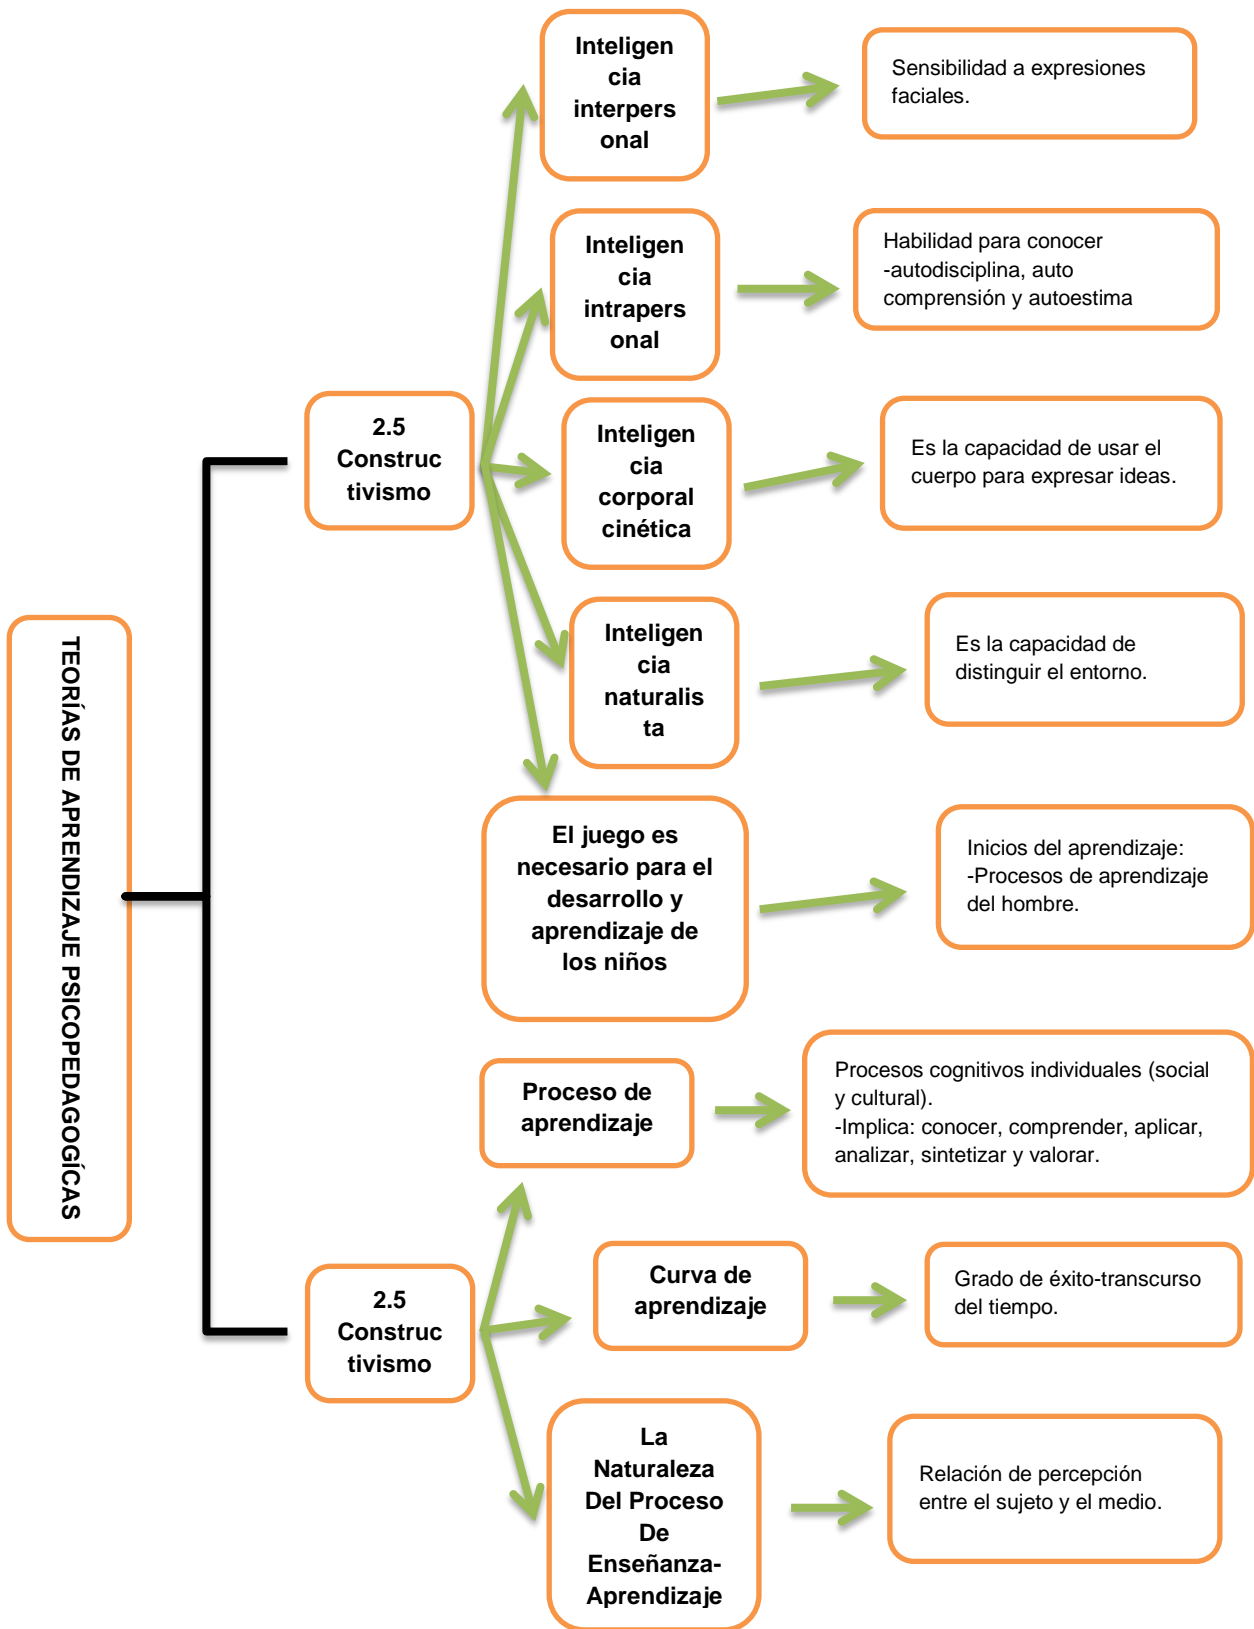 TEORÍAS DE APRENDIZAJE PSICOPEDAGOGÍCAS
2.5
Construc
tivismo
Inteligen
cia
interpers
onal
Sensibilidad a expresiones
faciales.
Inteligen
cia
intrapers
onal
Habilidad para conocer
-autodisciplina, auto
comprensión y autoestima
Inteligen
cia
corporal
cinética
Es la capacidad de usar el
cuerpo para expresar ideas.
Inteligen
cia
naturalis
ta
Es la capacidad de
distinguir el entorno.
El juego es
necesario para el
desarrollo y
aprendizaje de
los niños
Inicios del aprendizaje:
-Procesos de aprendizaje
del hombre.
2.5
Construc
tivismo
Proceso de
aprendizaje
Procesos cognitivos individuales (social
y cultural).
-Implica: conocer, comprender, aplicar,
analizar, sintetizar y valorar.
Curva de
aprendizaje
Grado de éxito-transcurso
del tiempo.
La
Naturaleza
Del Proceso
De
Enseñanza-
Aprendizaje
Relación de percepción
entre el sujeto y el medio.